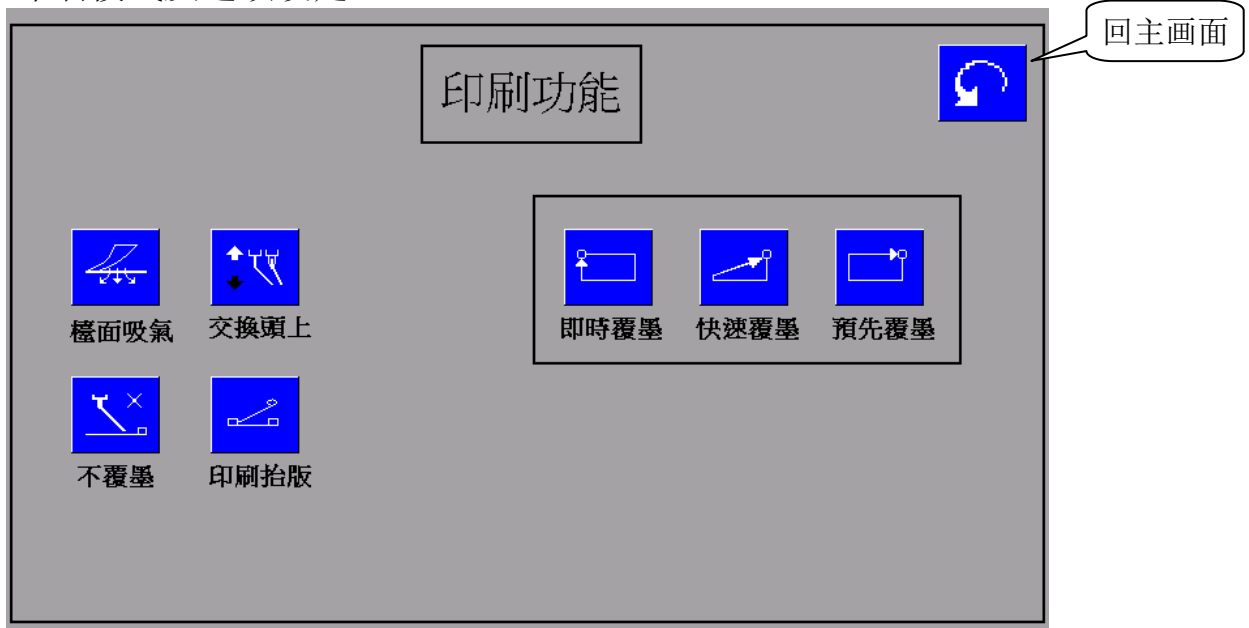 回主画面
印刷功能
檯面吸氣
交換頭上
即時覆墨
快速覆墨
預先覆墨
不覆墨
印刷抬版